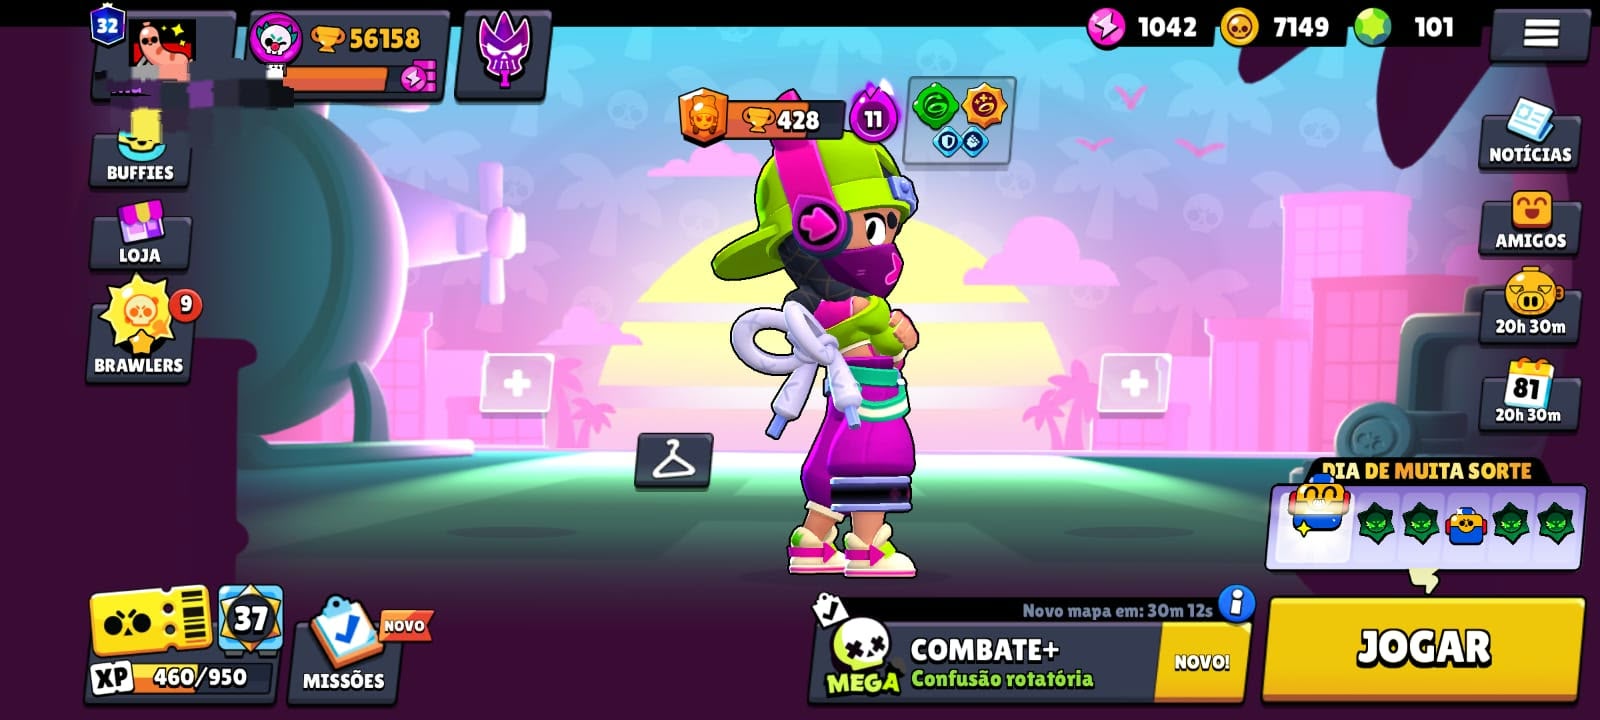 32
56158
1042
7149
101
428
11
BUFFIES
LOJA
9
BRAWLERS
NOTÍCIAS
AMIGOS
20h 30m
81
20h 30m
DIA DE MUITA SORTE
37
XP
460/950
NOVO
MISSÕES
Novo mapa em: 30m 12s
MEGA
COMBATE+
Confusão rotatória
NOVO!
JOGAR